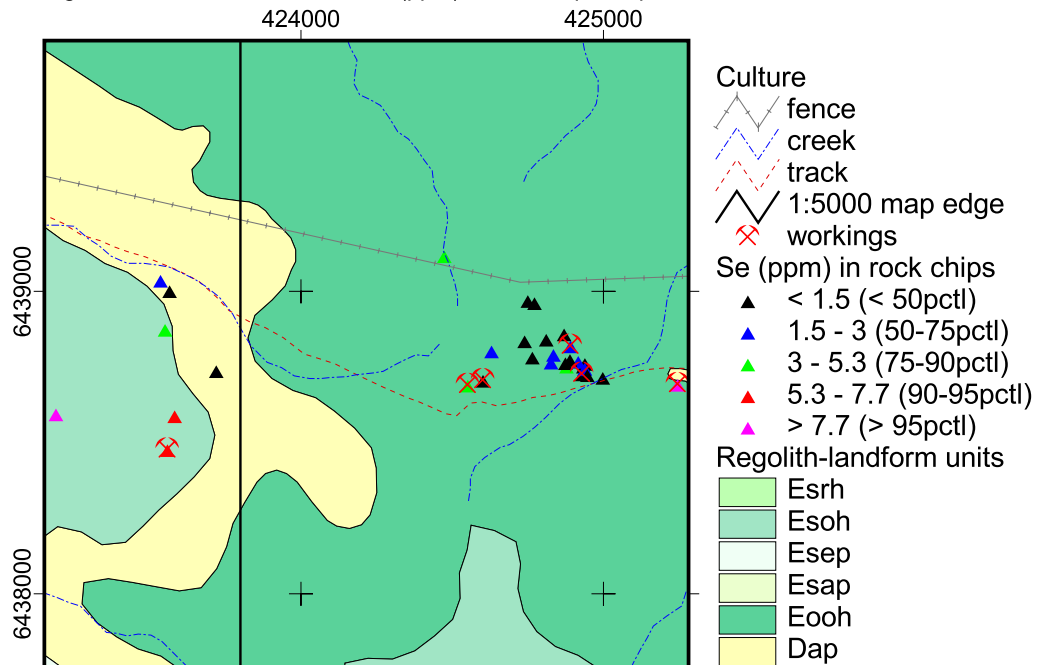 424000
425000
6439000
6438000
Culture
fence
creek
track
1:5000 map edge
workings
Se (ppm) in rock chips
< 1.5 (< 50pctl)
1.5 - 3 (50-75pctl)
3 - 5.3 (75-90pctl)
5.3 - 7.7 (90-95pctl)
> 7.7 (> 95pctl)
Regolith-landform units
Esrh
Esoh
Esep
Esap
Eooh
Dap